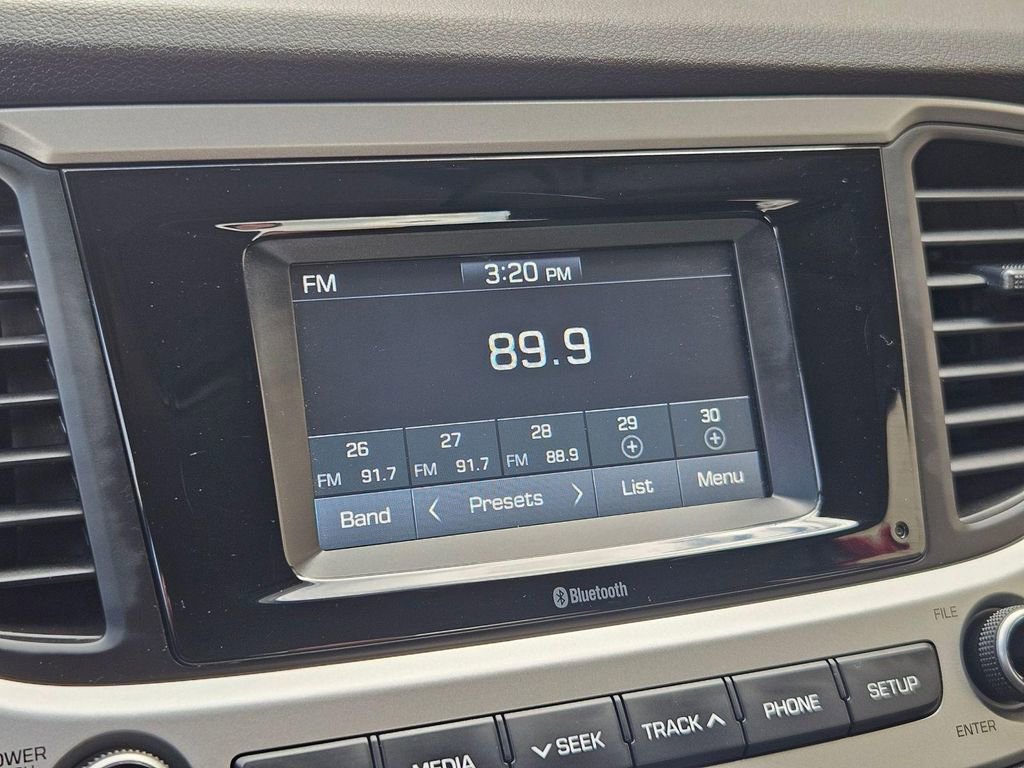 FM 3:20 PM
89.9
26 27 28 29 30
FM 91.7 FM 91.7 FM 88.9
Band Presets List Menu
Bluetooth
FILE
MEDIA SEEK TRACK PHONE SETUP
ENTER